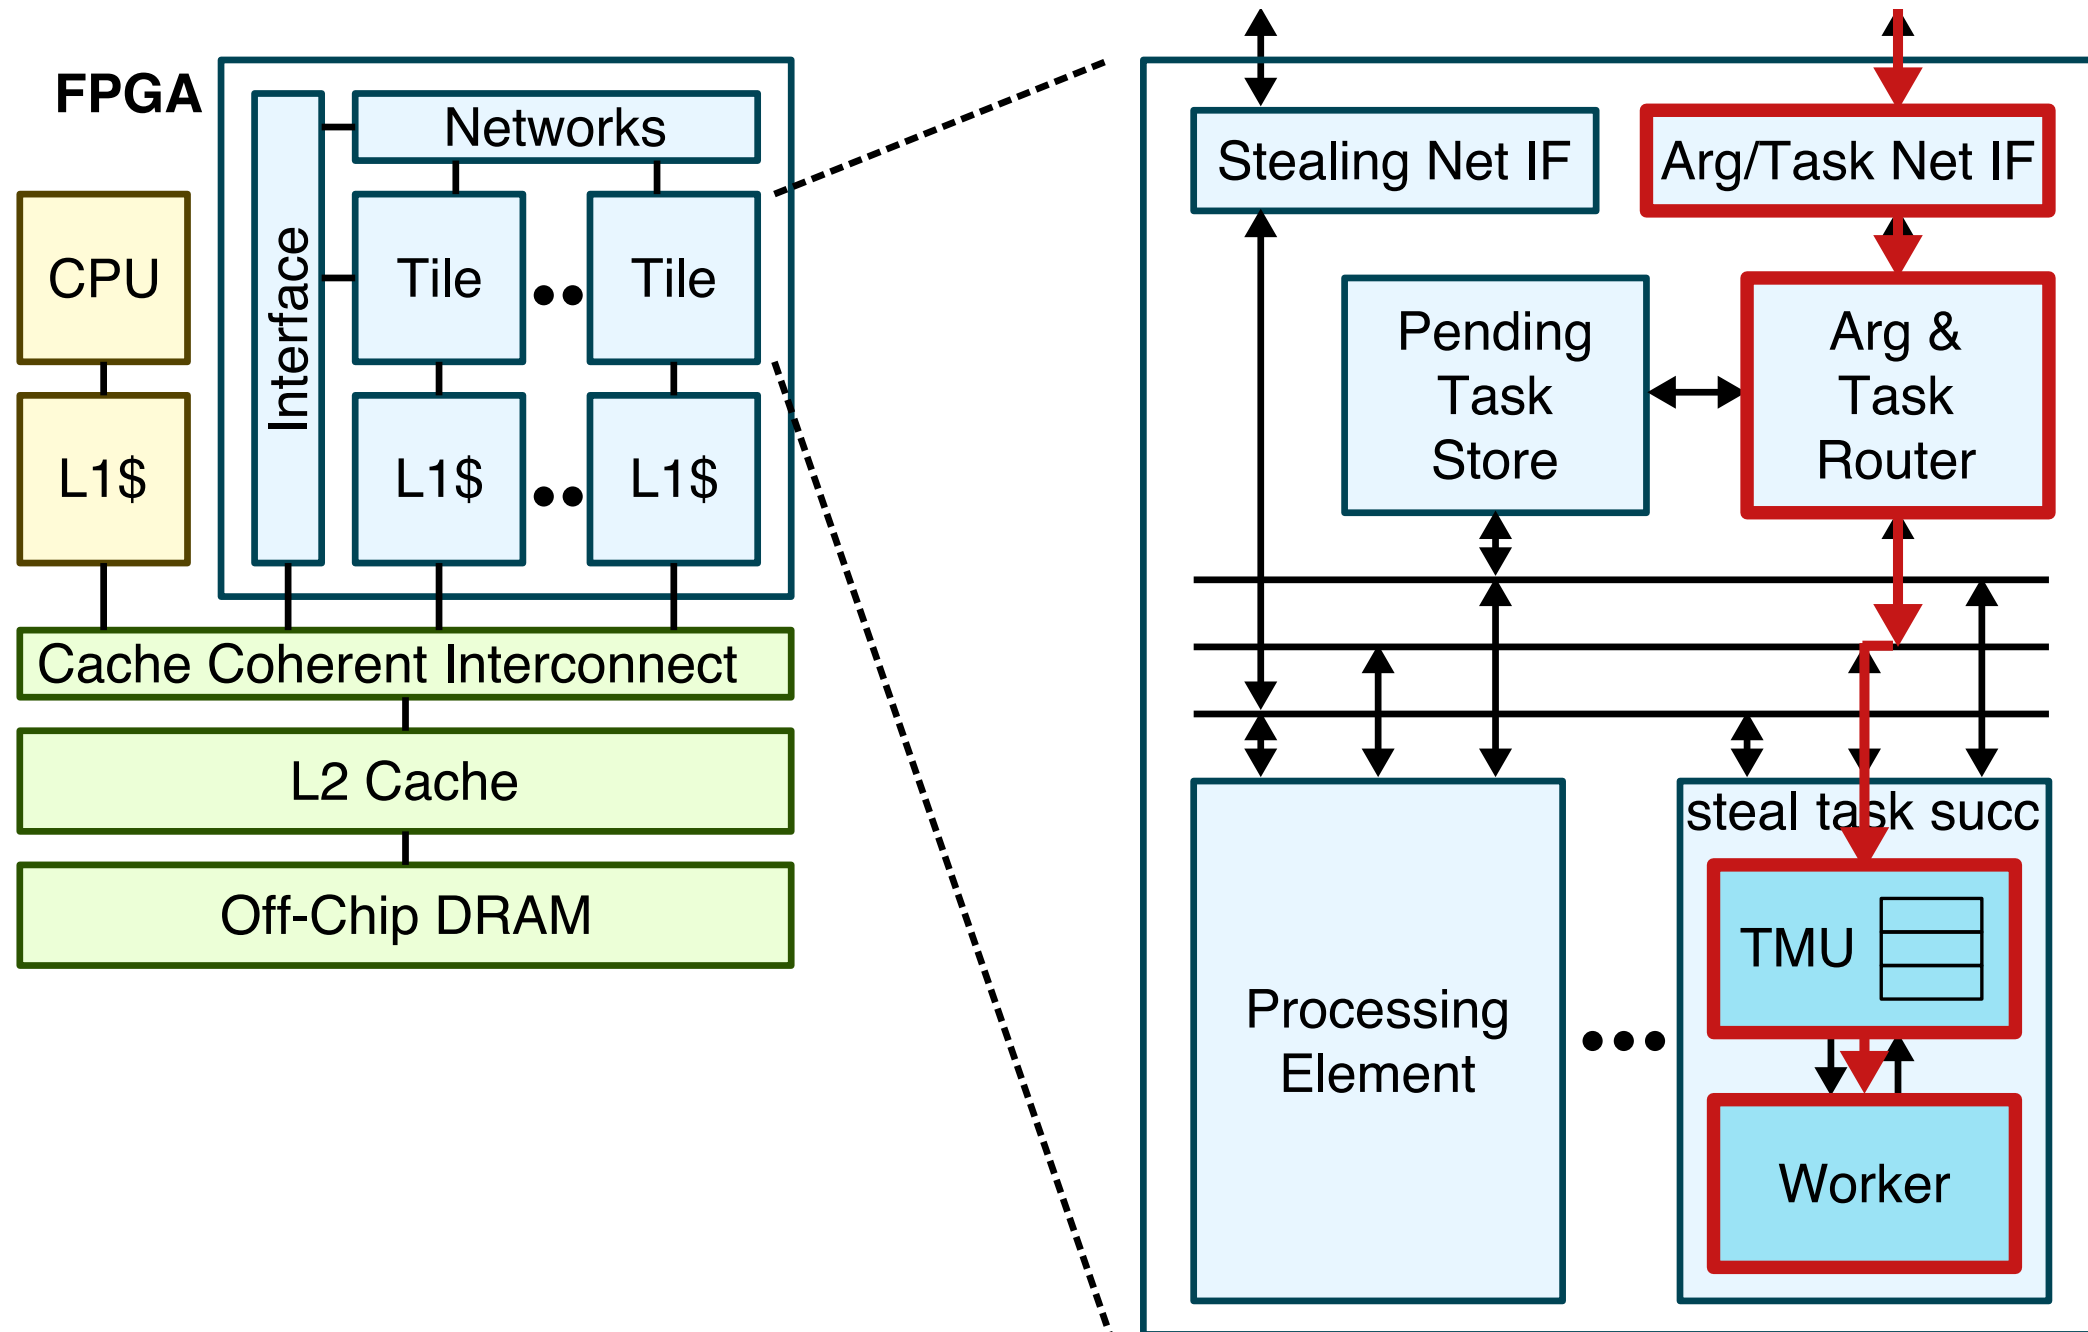 FPGA
Networks
Interface
CPU
Tile
Tile
L1$
L1$
L1$
Cache Coherent Interconnect
L2 Cache
Off-Chip DRAM
Stealing Net IF
Arg/Task Net IF
Pending
Task
Store
Arg &
Task
Router
Processing
Element
steal task succ
TMU
Worker